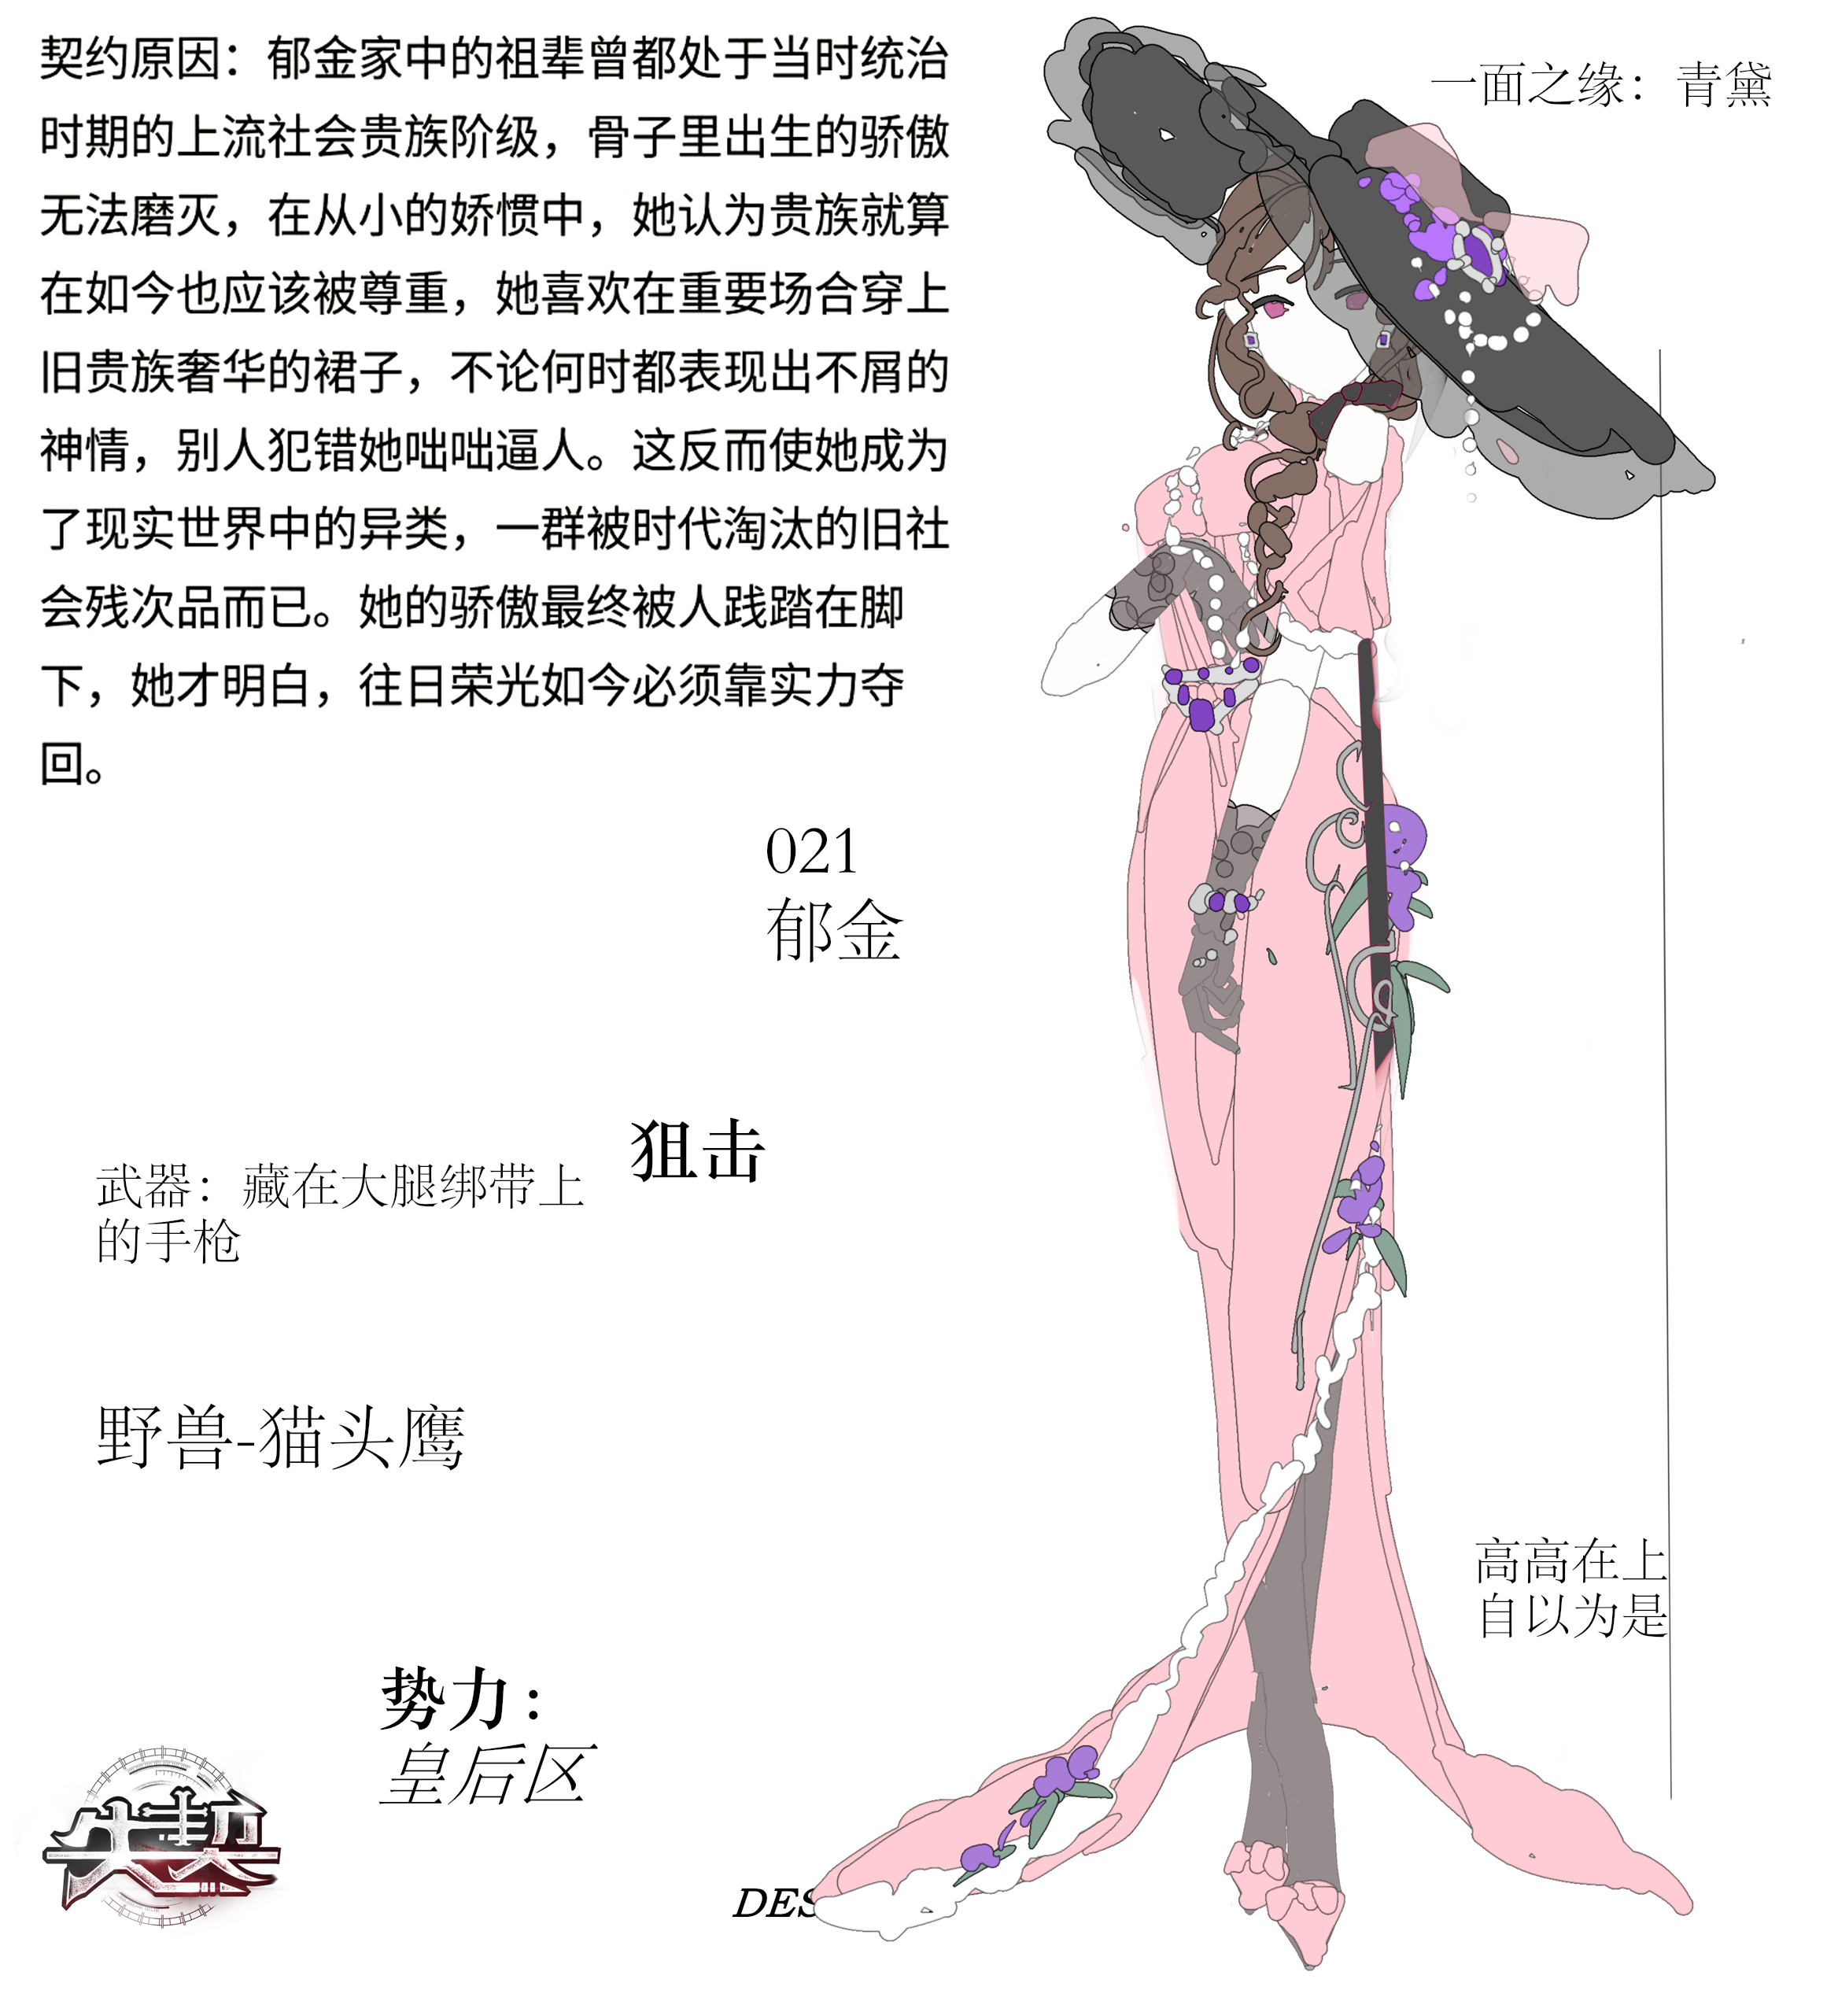 契约原因：郁金家中的祖辈曾都处于当时统治
时期的上流社会贵族阶级，骨子里出生的骄傲
无法磨灭，在从小的娇惯中，她认为贵族就算
在如今也应该被尊重，她喜欢在重要场合穿上
旧贵族奢华的裙子，不论何时都表现出不屑的
神情，别人犯错她咄咄逼人。这反而使她成为
了现实世界中的异类，一群被时代淘汰的旧社
会残次品而已。她的骄傲最终被人践踏在脚
下，她才明白，往日荣光如今必须靠实力夺
回。
一面之缘：青黛
021
郁金
狙击
武器：藏在大腿绑带上
的手枪
野兽-猫头鹰
高高在上
自以为是
势力：
皇后区
失契
DES